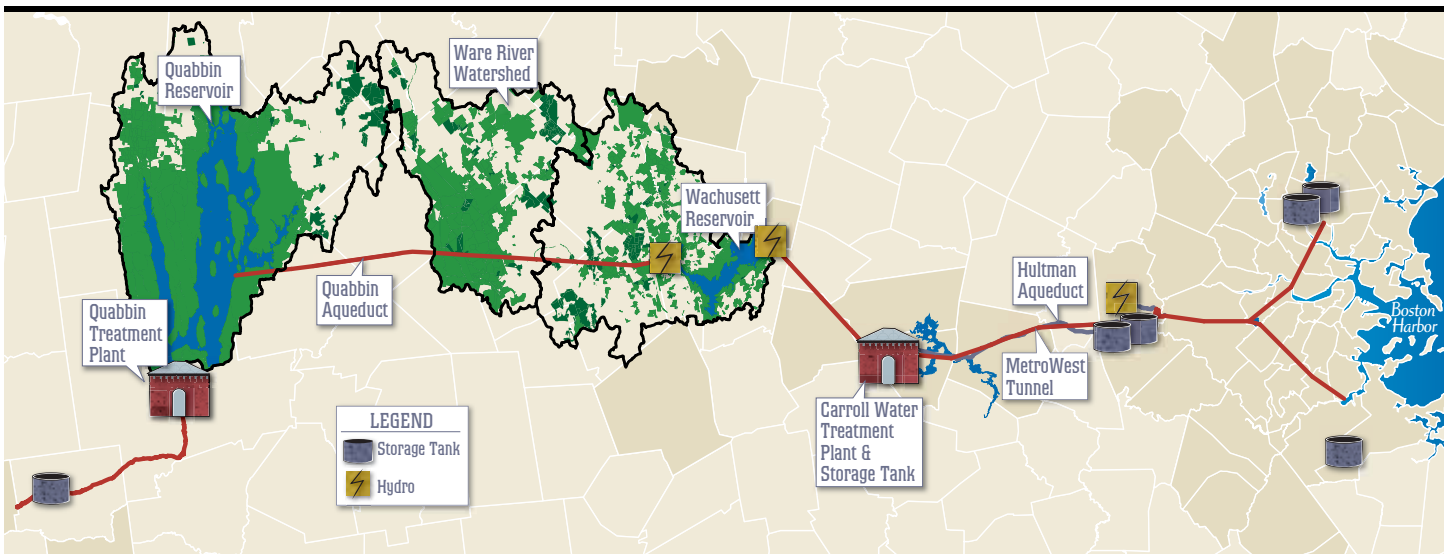 Quabbin
Reservoir
Ware River
Watershed
Wachusett
Reservoir
Quabbin
Aqueduct
Quabbin
Treatment
Plant
Hultman
Aqueduct
Boston
Harbor
MetroWest
Tunnel
Carroll Water
Treatment
Plant &
Storage Tank
LEGEND
Storage Tank
Hydro